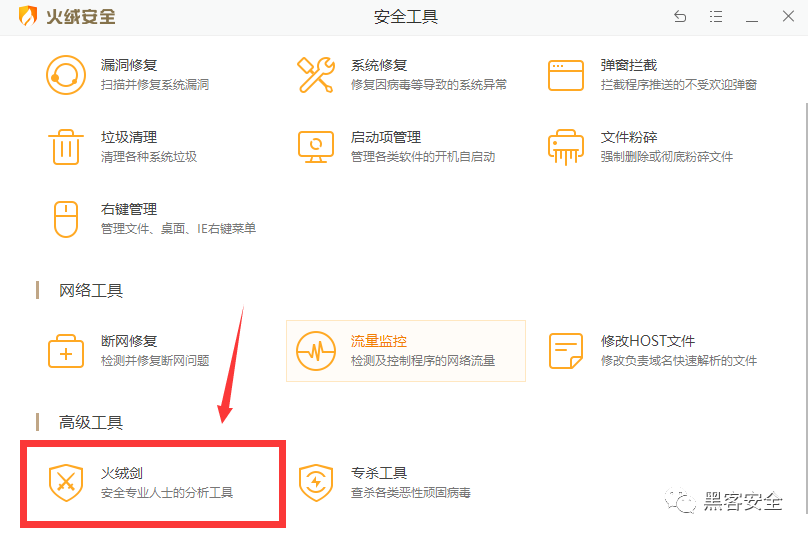 火绒安全
安全工具
漏洞修复
扫描并修复系统漏洞
系统修复
修复因病毒等导致的系统异常
弹窗拦截
拦截程序推送的不受欢迎弹窗
垃圾清理
清理各种系统垃圾
启动项管理
管理各类软件的开机自启动
文件粉碎
强制删除或彻底粉碎文件
右键管理
管理文件、桌面、IE右键菜单
网络工具
断网修复
检测并修复断网问题
流量监控
检测及控制程序的网络流量
修改HOST文件
修改负责域名快速解析的文件
高级工具
火绒剑
安全专业人士的分析工具
专杀工具
查杀各类恶性顽固病毒
黑客安全